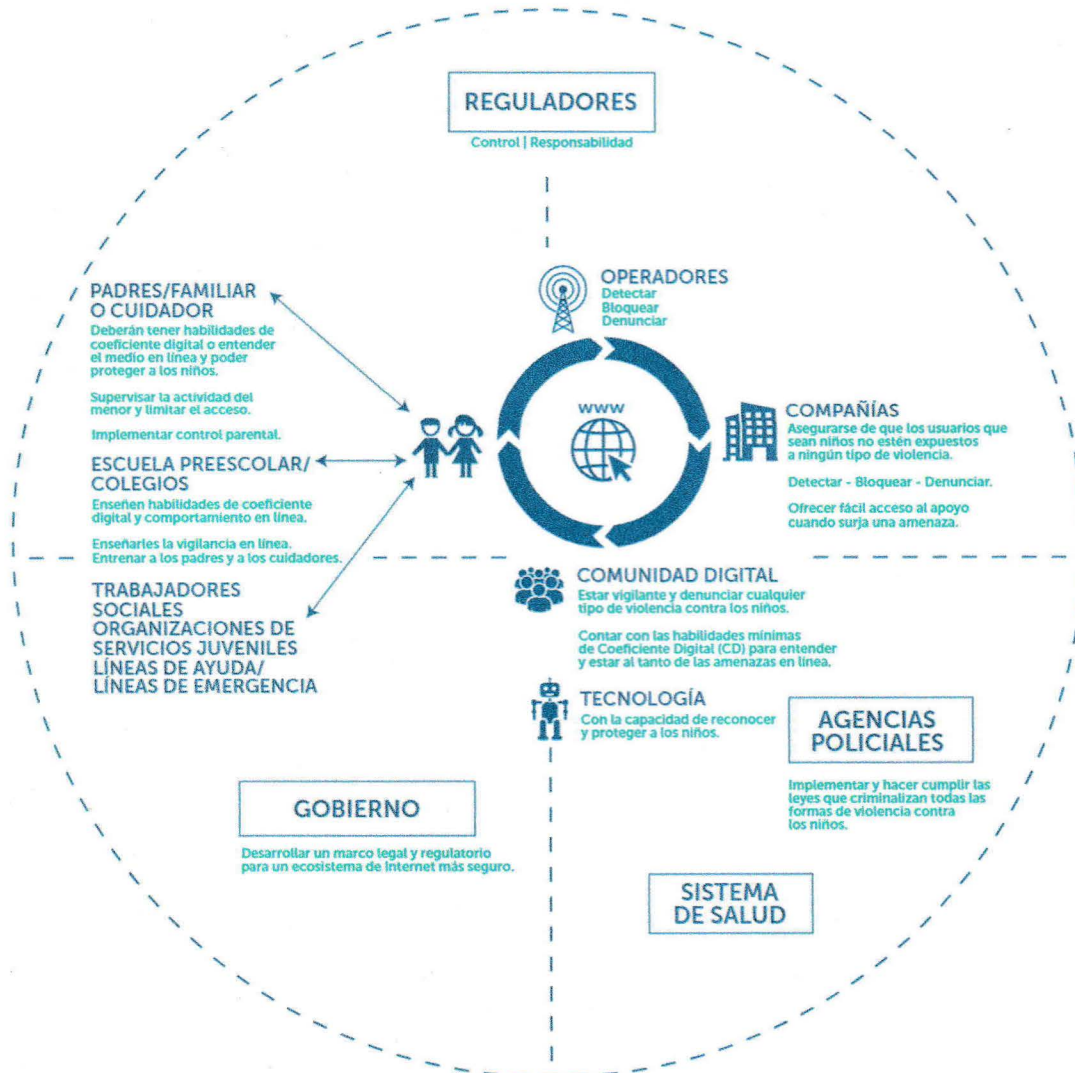 REGULADORES
Control | Responsabilidad
OPERADORES
Detectar
Bloquear
Denunciar
PADRES/FAMILIAR
O CUIDADOR
Deberán tener habilidades de
coeficiente digital o entender
el medio en línea y poder
proteger a los niños.
Supervisar la actividad del
menor y limitar el acceso.
Implementar control parental.
ESCUELA PREESCOLAR/
COLEGIOS
Enseñen habilidades de coeficiente
digital y comportamiento en línea.
Enseñarles la vigilancia en línea.
Entrenar a los padres y a los cuidadores.
TRABAJADORES
SOCIALES
ORGANIZACIONES DE
SERVICIOS JUVENILES
LÍNEAS DE AYUDA/
LÍNEAS DE EMERGENCIA
www
COMPAÑÍAS
Asegurarse de que los usuarios que
sean niños no estén expuestos
a ningún tipo de violencia.
Detectar - Bloquear - Denunciar.
Ofrecer fácil acceso al apoyo
cuando surja una amenaza.
COMUNIDAD DIGITAL
Estar vigilante y denunciar cualquier
tipo de violencia contra los niños.
Contar con las habilidades mínimas
de Coeficiente Digital (CD) para entender
y estar al tanto de las amenazas en línea.
TECNOLOGÍA
Con la capacidad de reconocer
y proteger a los niños.
AGENCIAS
POLICIALES
Implementar y hacer cumplir las
leyes que criminalizan todas las
formas de violencia contra
los niños.
GOBIERNO
Desarrollar un marco legal y regulatorio
para un ecosistema de Internet más seguro.
SISTEMA
DE SALUD